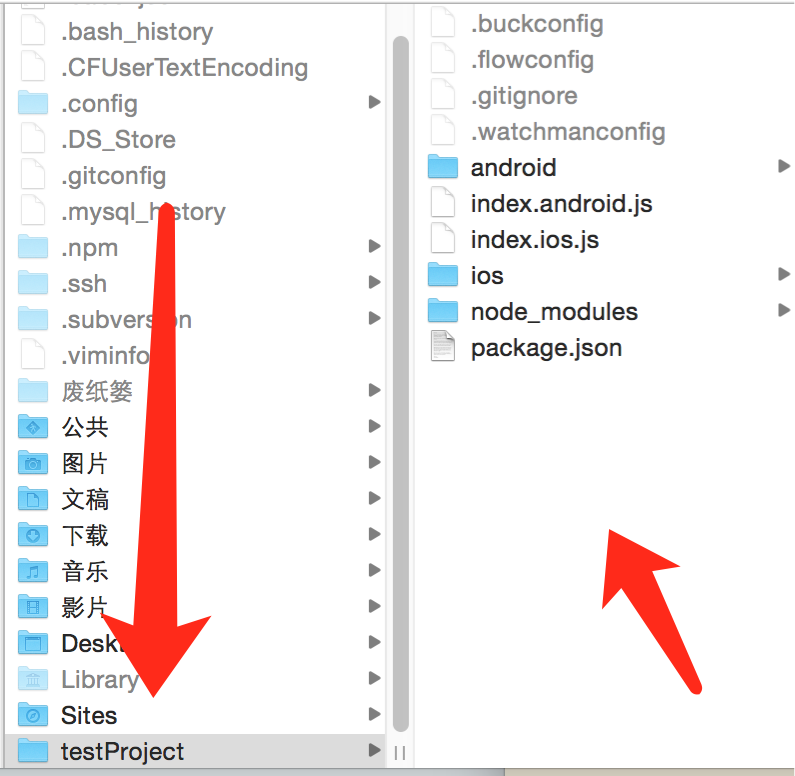 .bash_history
.CFUserTextEncoding
.config
.DS_Store
.gitconfig
.mysql_history
.npm
.ssh
.subversion
.viminfo
废纸篓
公共
图片
文稿
下载
音乐
影片
Deskt
Library
Sites
testProject
.buckconfig
.flowconfig
.gitignore
.watchmanconfig
android
index.android.js
index.ios.js
ios
node_modules
package.json